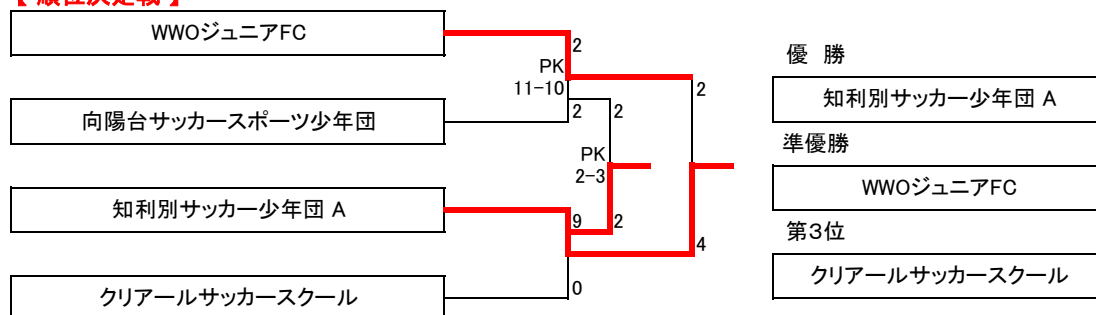 【 順位決定戦 】
WWOジュニアFC
2
PK
11-10
2
優 勝
知利別サッカー少年団 A
向陽台サッカースポーツ少年団
2
2
準優勝
PK
2-3
WWOジュニアFC
知利別サッカー少年団 A
9
2
4
第3位
クリアールサッカースクール
クリアールサッカースクール
0